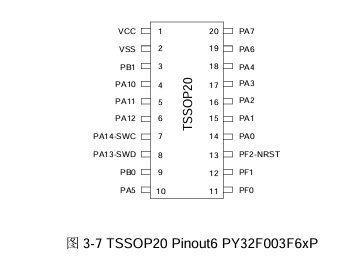 VCC 1 20 PA7
VSS 2 19 PA6
PB1 3 18 PA4
PA10 4 17 PA3
PA11 5 16 PA2
PA12 6 15 PA1
PA14-SWC 7 14 PA0
PA13-SWD 8 13 PF2-NRST
PB0 9 12 PF1
PA5 10 11 PF0
TSSOP20
图 3-7 TSSOP20 Pinout6 PY32F003F6xP